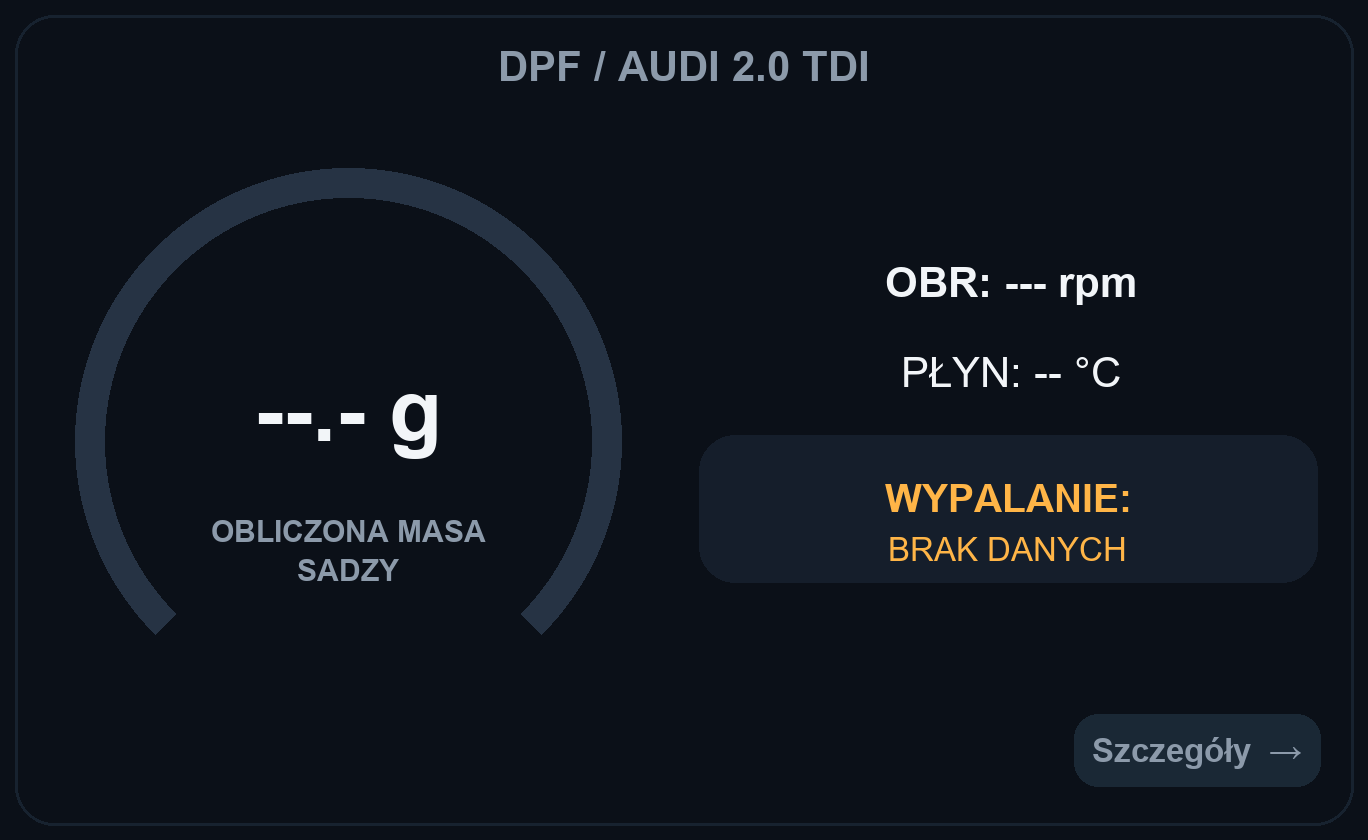 DPF / AUDI 2.0 TDI
--.- g
OBLICZONA MASA
SADZY
OBR: --- rpm
PŁYN: -- °C
WYPALANIE:
BRAK DANYCH
Szczegóły →